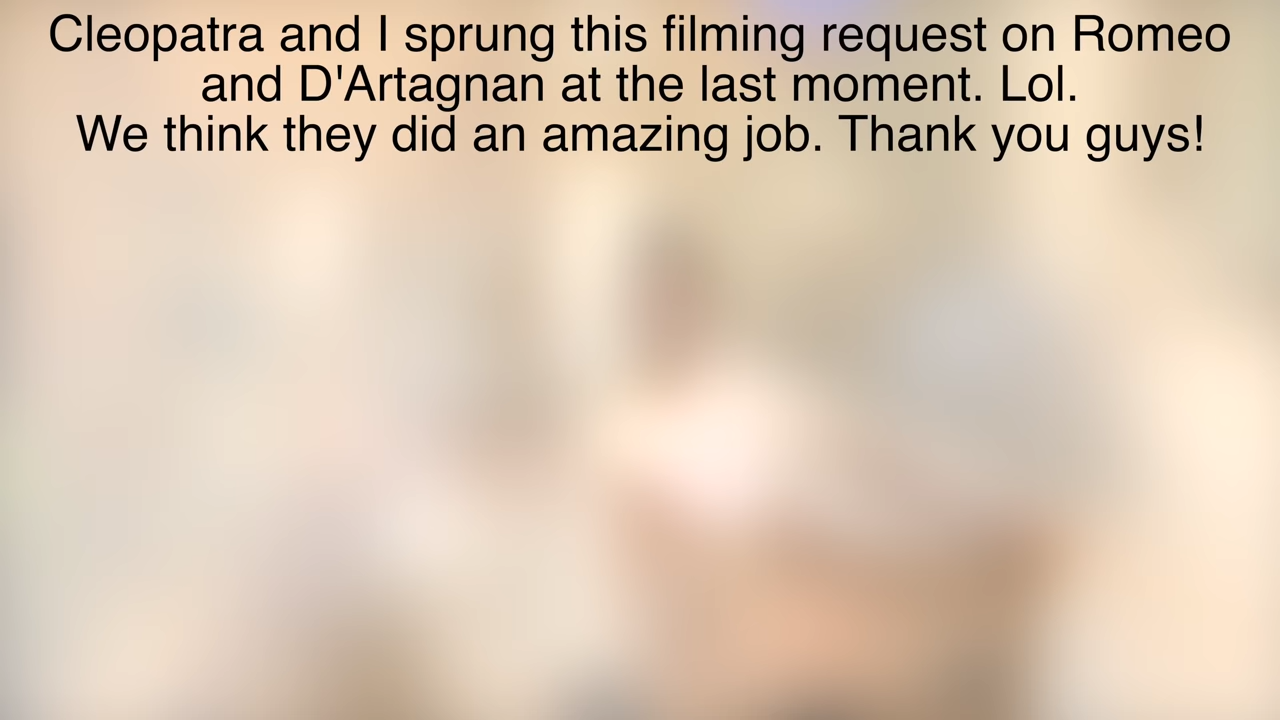 Cleopatra and I sprung this filming request on Romeo
and D'Artagnan at the last moment. Lol.
We think they did an amazing job. Thank you guys!